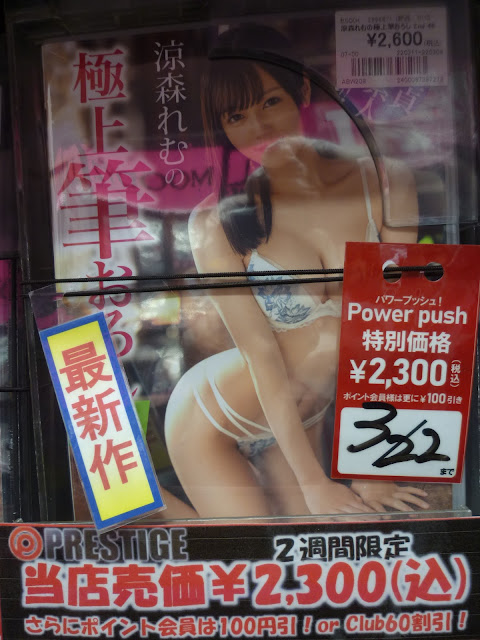 ¥2,600(税込)
涼森れむの
極上筆おろし
最新作
パワープッシュ!
Power push
特別価格
¥2,300(税込)
ポイント会員様は更に¥100引き
3/22
まで
PRESTIGE
2週間限定
当店売価¥2,300(込)
さらにポイント会員は100円引!or Club60割引!